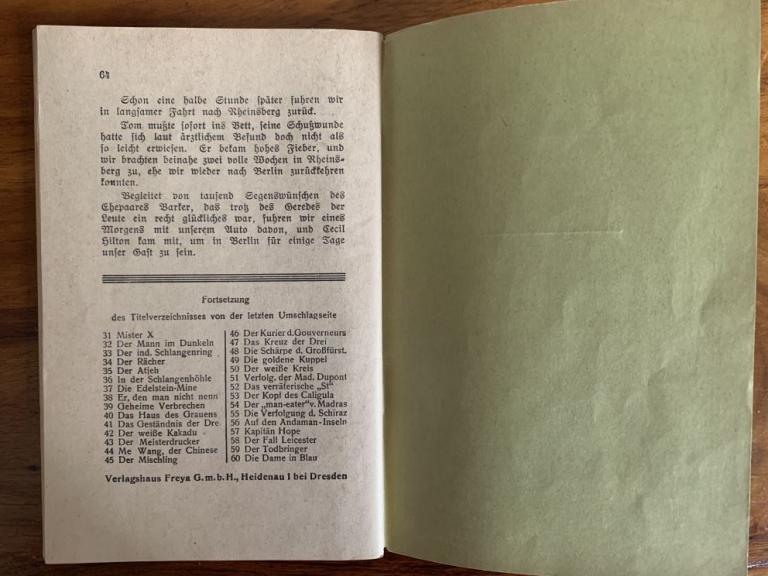 64
Schon eine halbe Stunde später fuhren wir
in langsamer Fahrt nach Rheinsberg zurück.
Tom mußte sofort ins Bett, seine Schußwunde
hatte sich laut ärztlichem Befund doch nicht als
so leicht erwiesen. Er bekam hohes Fieber, und
wir brachten beinahe zwei volle Wochen in Rheins-
berg zu, ehe wir wieder nach Berlin zurückkehren
konnten.
Begleitet von tausend Segenswünschen des
Ehepaares Barker, das trotz des Geredes der
Leute ein recht glückliches war, fuhren wir eines
Morgens mit unserem Auto davon, und Cecil
Hilton kam mit, um in Berlin für einige Tage
unser Gast zu sein.
Fortsetzung
des Titelverzeichnisses von der letzten Umschlagseite
31 Mister X
32 Der Mann im Dunkeln
33 Der ind. Schlangenring
34 Der Rächer
35 Der Atjeh
36 In der Schlangenhöhle
37 Die Edelstein-Mine
38 Er, den man nicht nenn
39 Geheime Verbrechen
40 Das Haus des Grauens
41 Das Geständnis der Dre
42 Der weiße Kakadu
43 Der Meisterdrucker
44 Me Wang, der Chinese
45 Der Mischling
46 Der Kurier d. Gouverneurs
47 Das Kreuz der Drei
48 Die Schärpe d. Großfürst.
49 Die goldene Kuppel
50 Der weiße Kreis
51 Verfolg. der Mad. Dupont
52 Das verräterische „St"
53 Der Kopf des Caligula
54 Der „man-eater" v. Madras
55 Die Verfolgung d. Schiraz
56 Auf den Andaman-Inseln
57 Kapitän Hope
58 Der Fall Leicester
59 Der Todbringer
60 Die Dame in Blau
Verlagshaus Freya G. m. b. H., Heidenau I bei Dresden